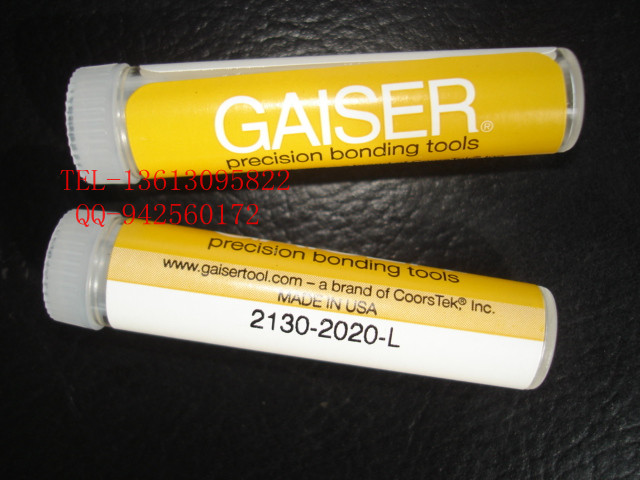 GAISER®
precision bonding tools
TEL-13613095822
QQ-942560172
precision bonding tools
www.gaisertool.com – a brand of CoorsTek,® Inc.
MADE IN USA
2130-2020-L